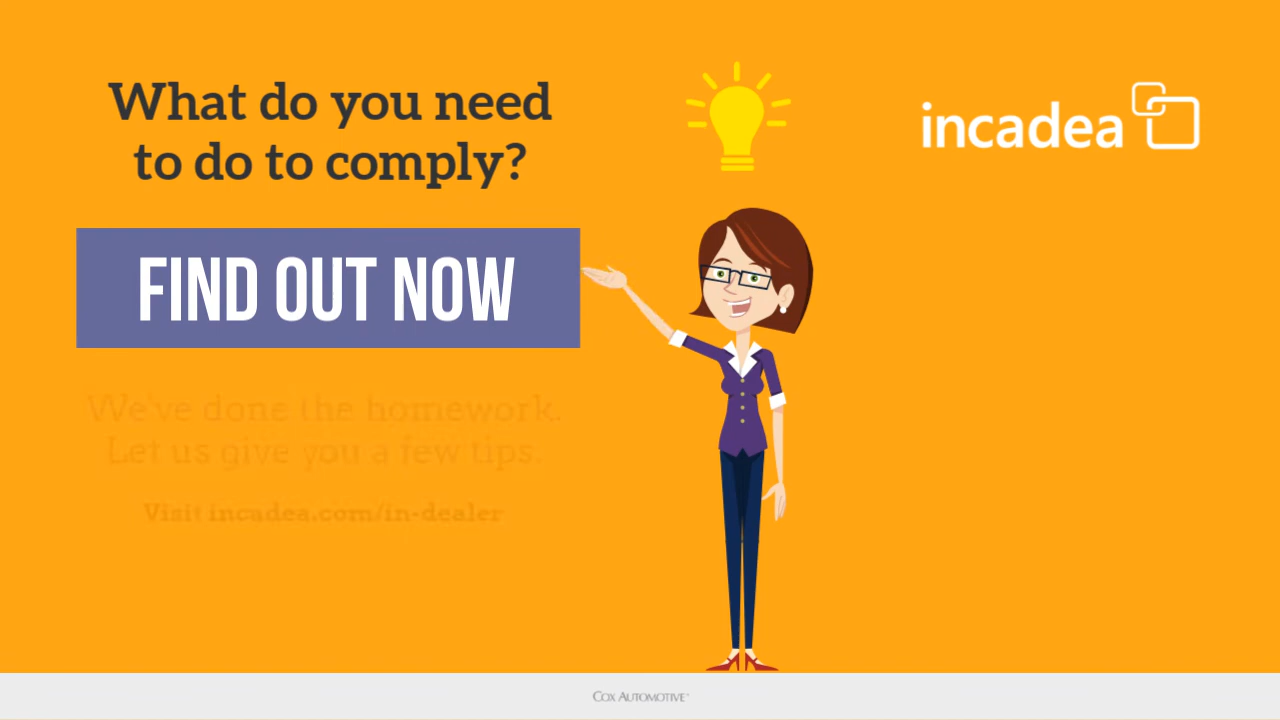 What do you need
to do to comply?
incadea
FIND OUT NOW
We've done the homework.
Let us give you a few tips.
Visit incadea.com/in-dealer
COX AUTOMOTIVE